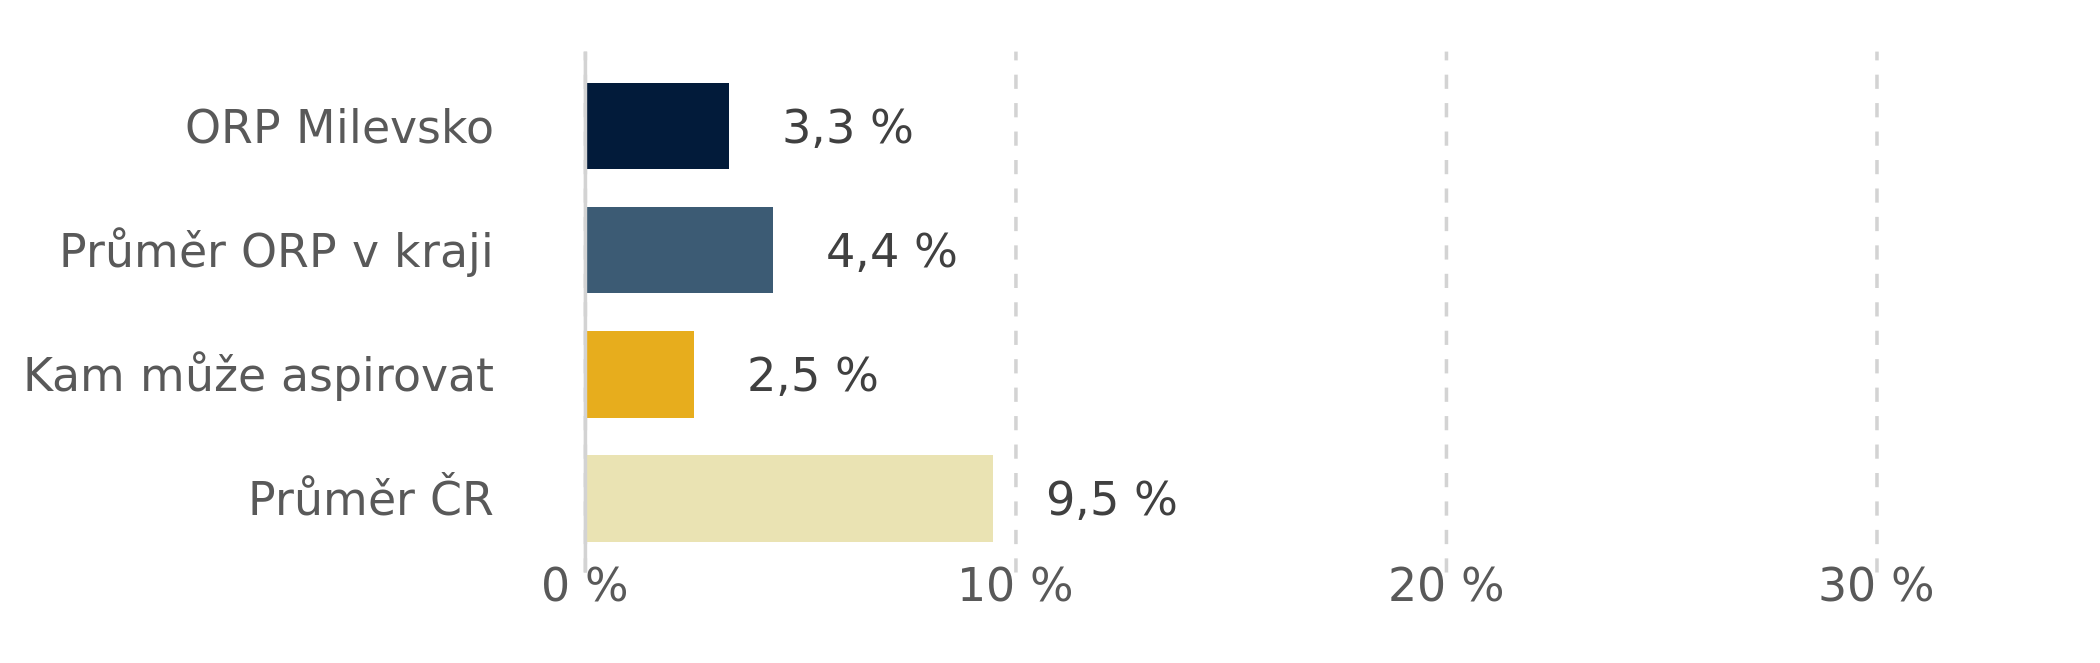 ORP Milevsko 3,3 %
Průměr ORP v kraji 4,4 %
Kam může aspirovat 2,5 %
Průměr ČR 9,5 %
0 % 10 % 20 % 30 %